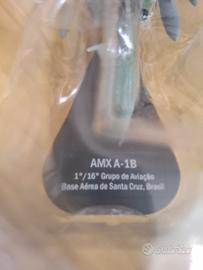 AMX A-1B
1°/16° Grupo de Aviação
Base Aérea de Santa Cruz, Brasil